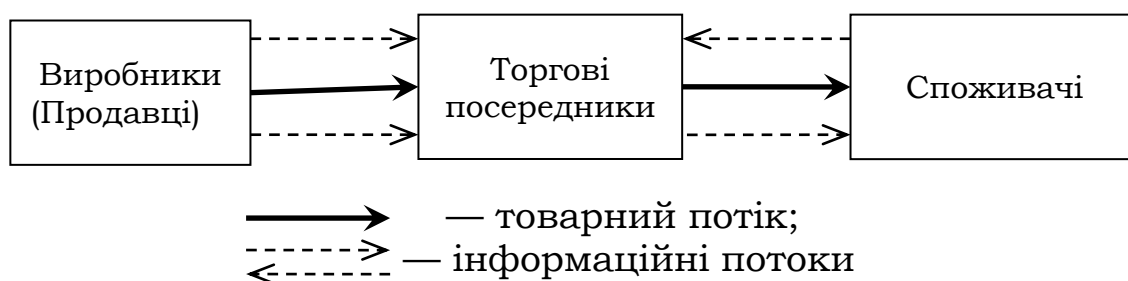 Виробники
(Продавці)
Торгові
посередники
Споживачі
— товарний потік;
— інформаційні потоки